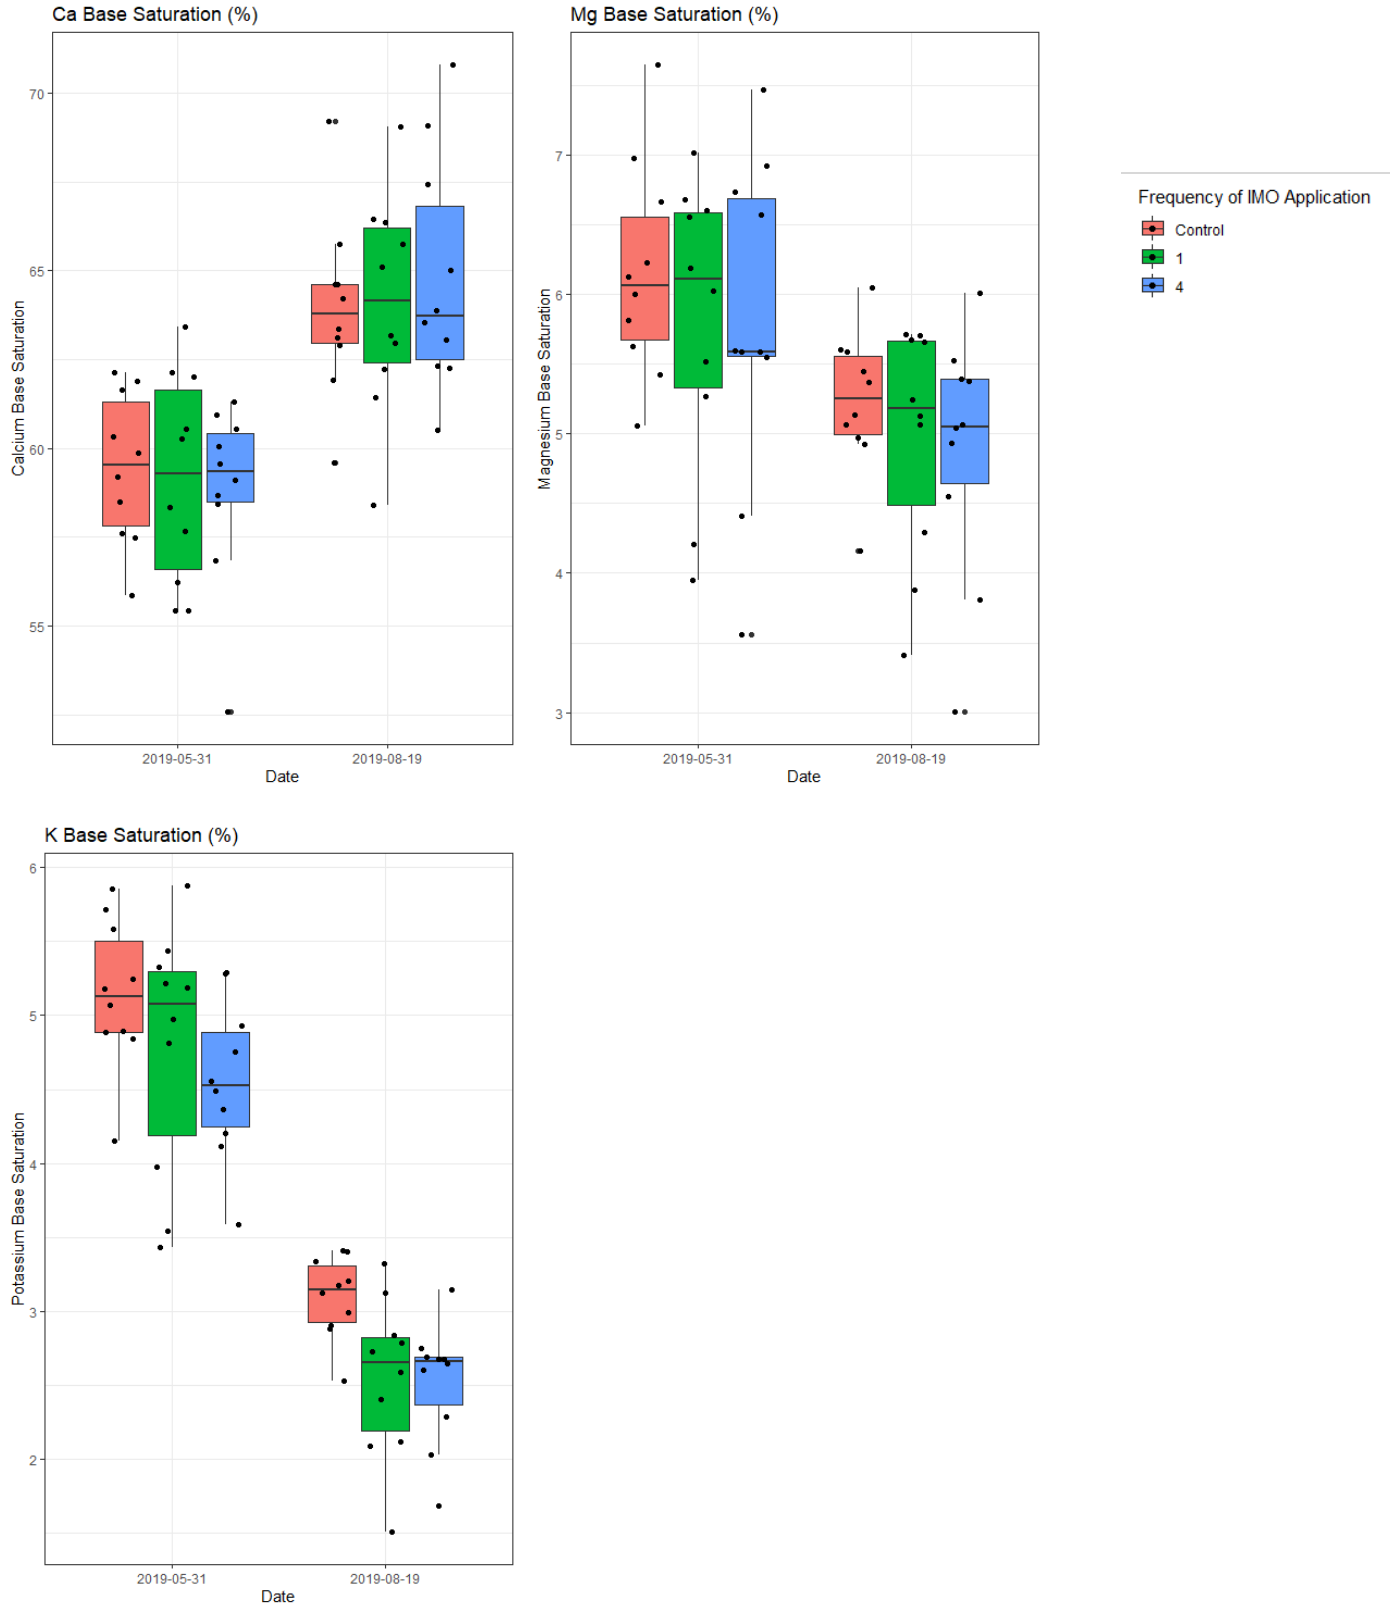 Ca Base Saturation (%)
Calcium Base Saturation
70
65
60
55
2019-05-31
2019-08-19
Date
Mg Base Saturation (%)
Magnesium Base Saturation
7
6
5
4
3
2019-05-31
2019-08-19
Date
Frequency of IMO Application
Control
1
4
K Base Saturation (%)
Potassium Base Saturation
6
5
4
3
2
2019-05-31
2019-08-19
Date